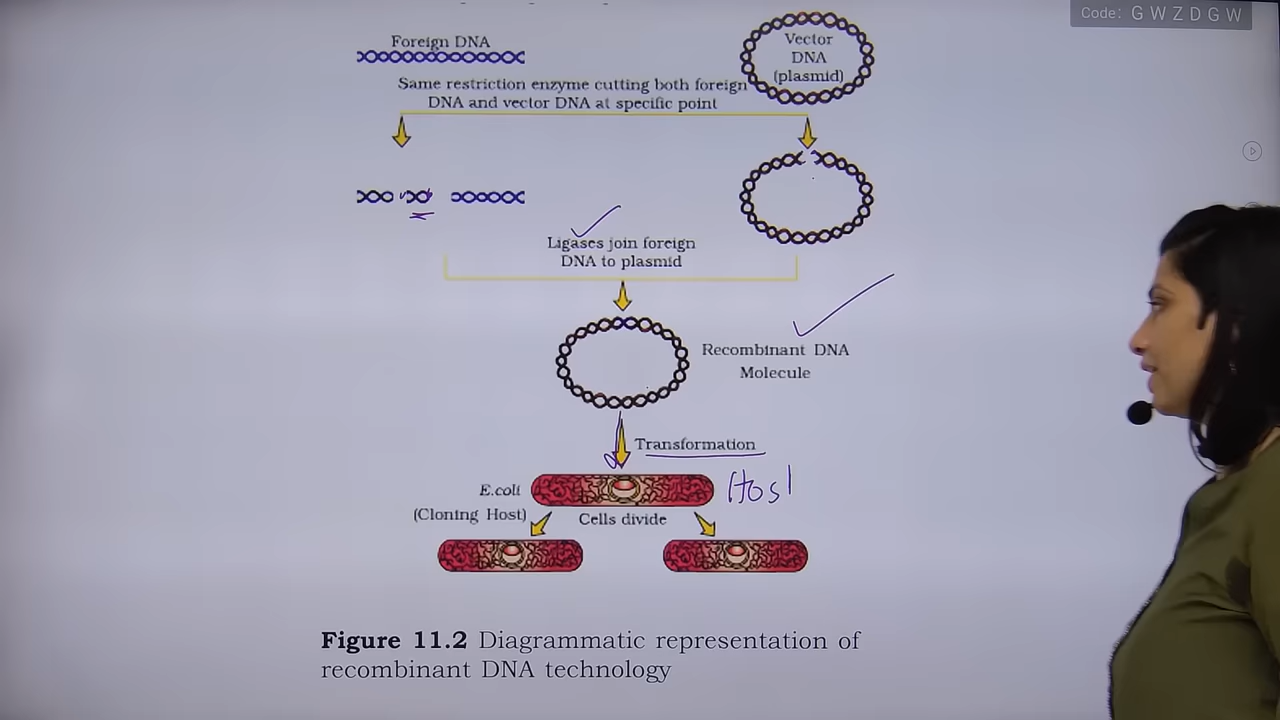 Code: G W Z D G W
Foreign DNA
Vector
DNA
(plasmid)
Same restriction enzyme cutting both foreign
DNA and vector DNA at specific point
Ligases join foreign
DNA to plasmid
Recombinant DNA
Molecule
Transformation
E.coli
(Cloning Host)
Host
Cells divide
Figure 11.2 Diagrammatic representation of
recombinant DNA technology